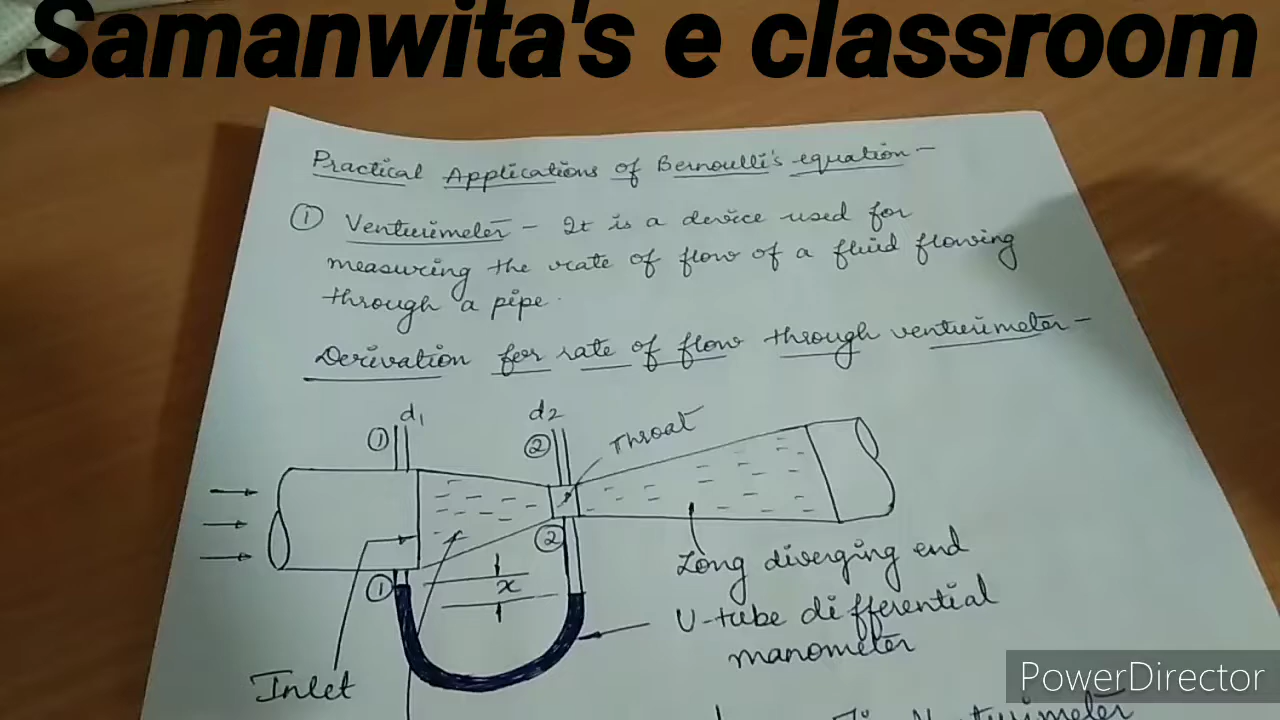 Samanwita's e classroom
Practical Applications of Bernoulli's equation -
① Venturimeter - It is a device used for
measuring the rate of flow of a fluid flowing
through a pipe.
Derivation for rate of flow through venturimeter -
d1
d2
①
②
Throat
②
①
x
Long diverging end
U-tube differential
manometer
Inlet
PowerDirector
Venturimeter